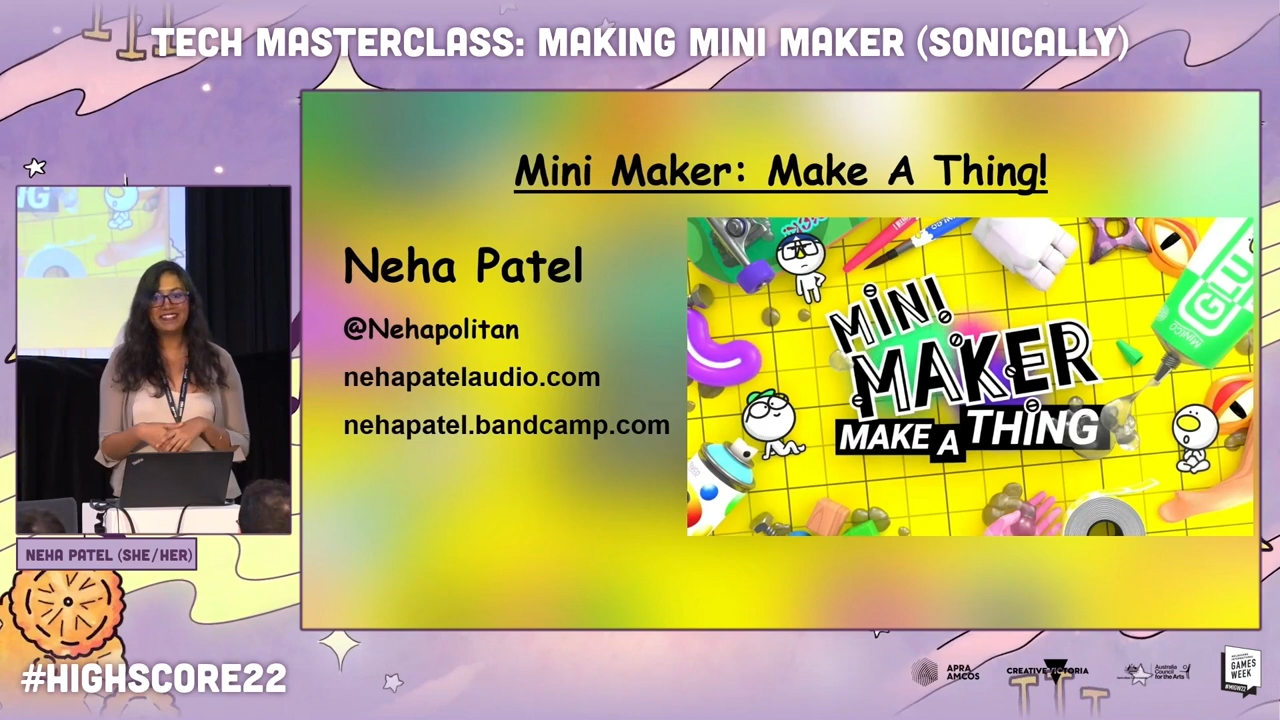 TECH MASTERCLASS: MAKING MINI MAKER (SONICALLY)
Mini Maker: Make A Thing!
Neha Patel
@Nehapolitan
nehapatelaudio.com
nehapatel.bandcamp.com
MINI
MAKER
MAKE A THING
GLU
NEHA PATEL (SHE/HER)
#HIGHSCORE22
APRA
AMCOS
CREATIVE VICTORIA
Australia
Council
for the Arts
GAMES
WEEK